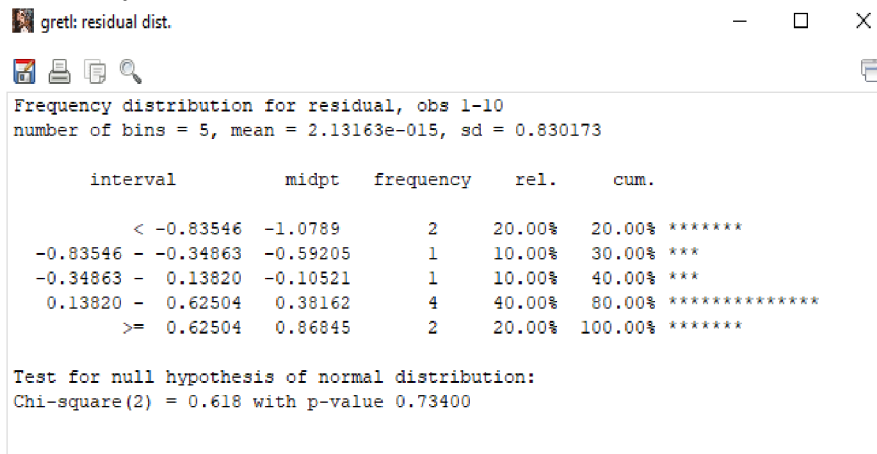 gretl: residual dist.
Frequency distribution for residual, obs 1-10
number of bins = 5, mean = 2.13163e-015, sd = 0.830173
interval midpt frequency rel. cum.
< -0.83546 -1.0789 2 20.00% 20.00% *******
-0.83546 - -0.34863 -0.59205 1 10.00% 30.00% ***
-0.34863 - 0.13820 -0.10521 1 10.00% 40.00% ***
0.13820 - 0.62504 0.38162 4 40.00% 80.00% **************
>= 0.62504 0.86845 2 20.00% 100.00% *******
Test for null hypothesis of normal distribution:
Chi-square(2) = 0.618 with p-value 0.73400